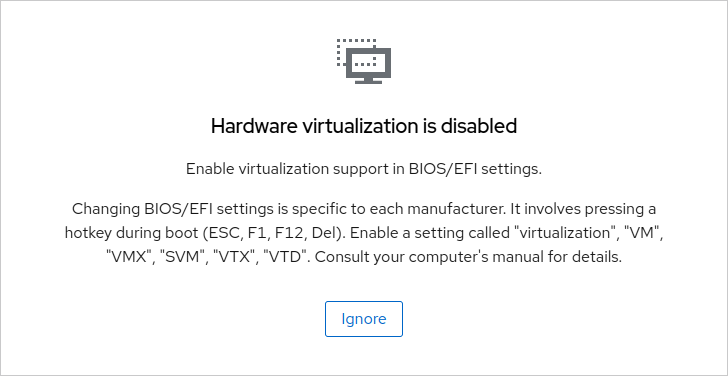 Hardware virtualization is disabled
Enable virtualization support in BIOS/EFI settings.
Changing BIOS/EFI settings is specific to each manufacturer. It involves pressing a
hotkey during boot (ESC, F1, F12, Del). Enable a setting called "virtualization", "VM",
"VMX", "SVM", "VTX", "VTD". Consult your computer's manual for details.
Ignore